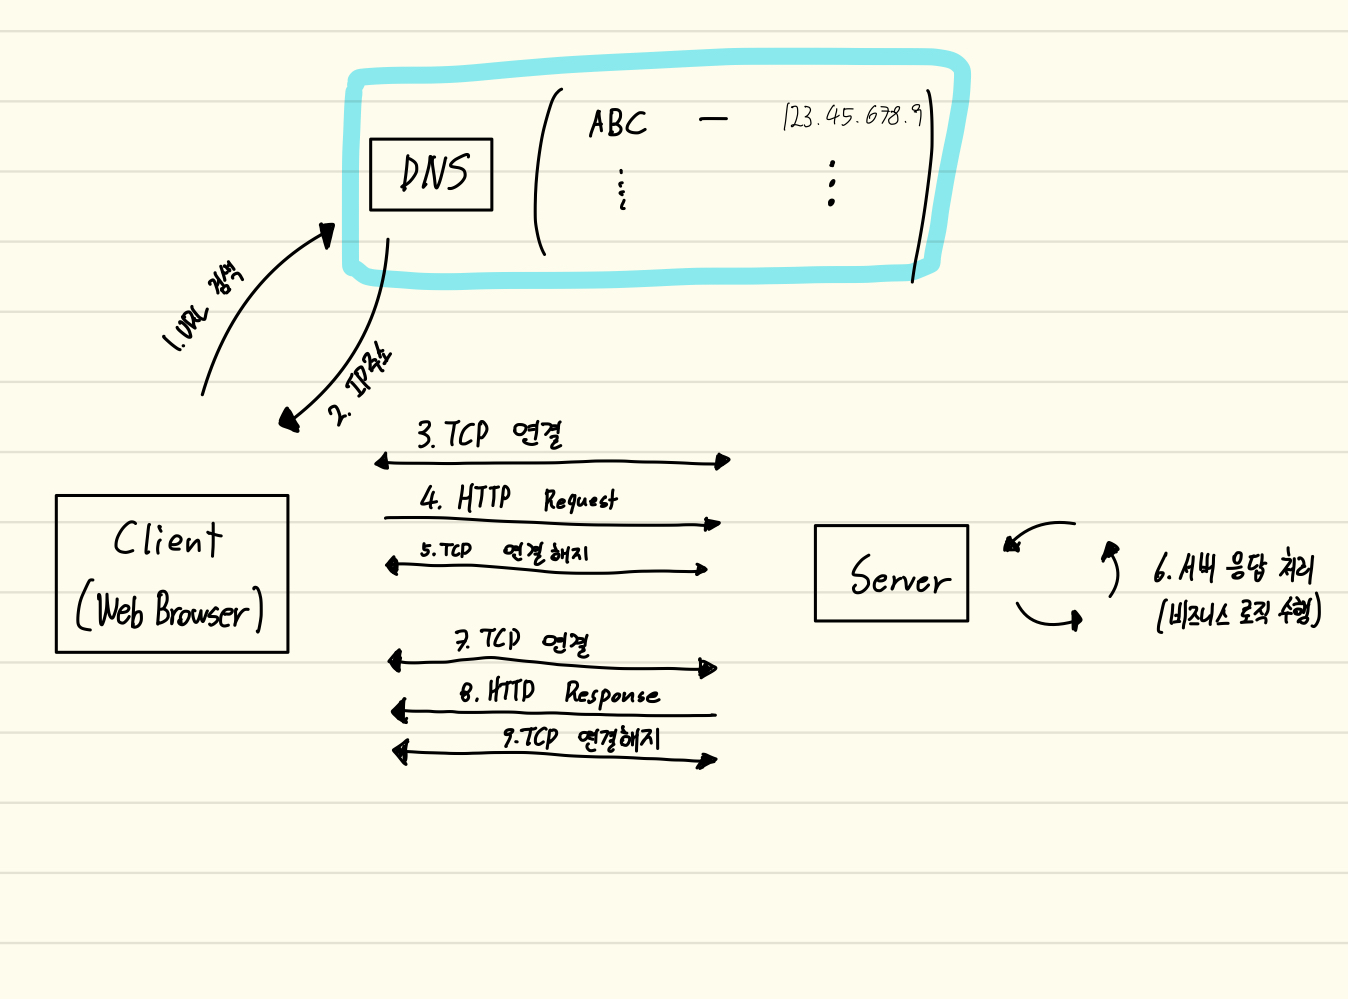 ABC - 123.45.678.9
DNS
1. URL 검색
2. IP주소
3. TCP 연결
4. HTTP Request
5. TCP 연결해지
Client
(Web Browser)
Server
6. 서버 응답 처리
(비즈니스 로직 수행)
7. TCP 연결
8. HTTP Response
9. TCP 연결해지